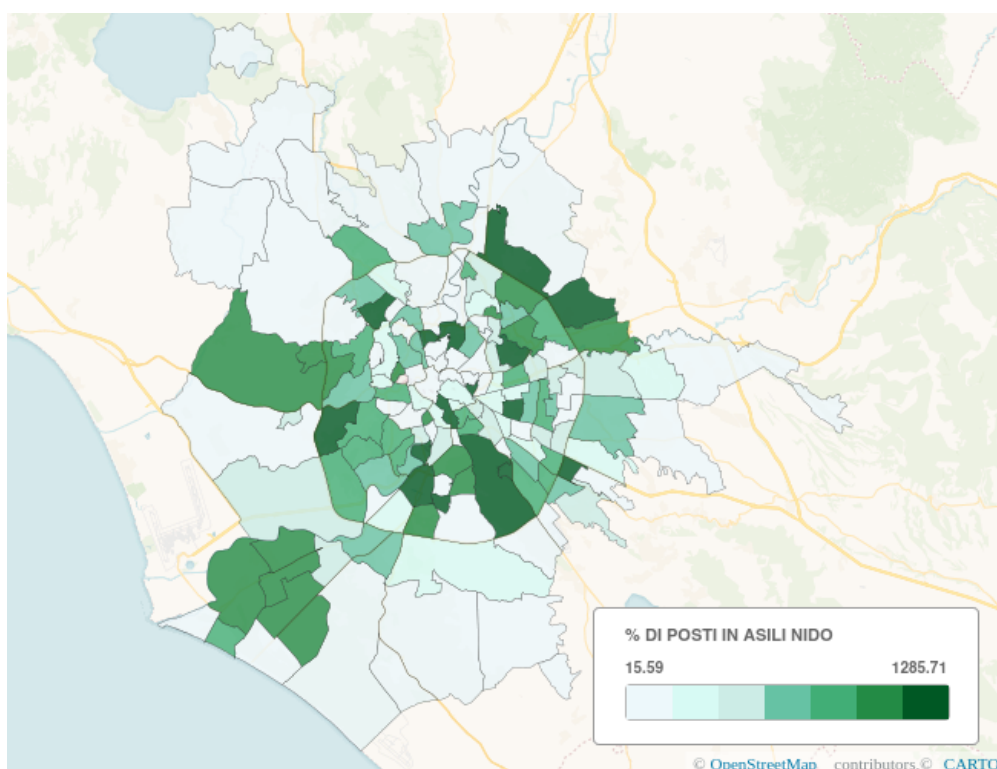 % DI POSTI IN ASILI NIDO
15.59 1285.71
© OpenStreetMap contributors,© CARTO